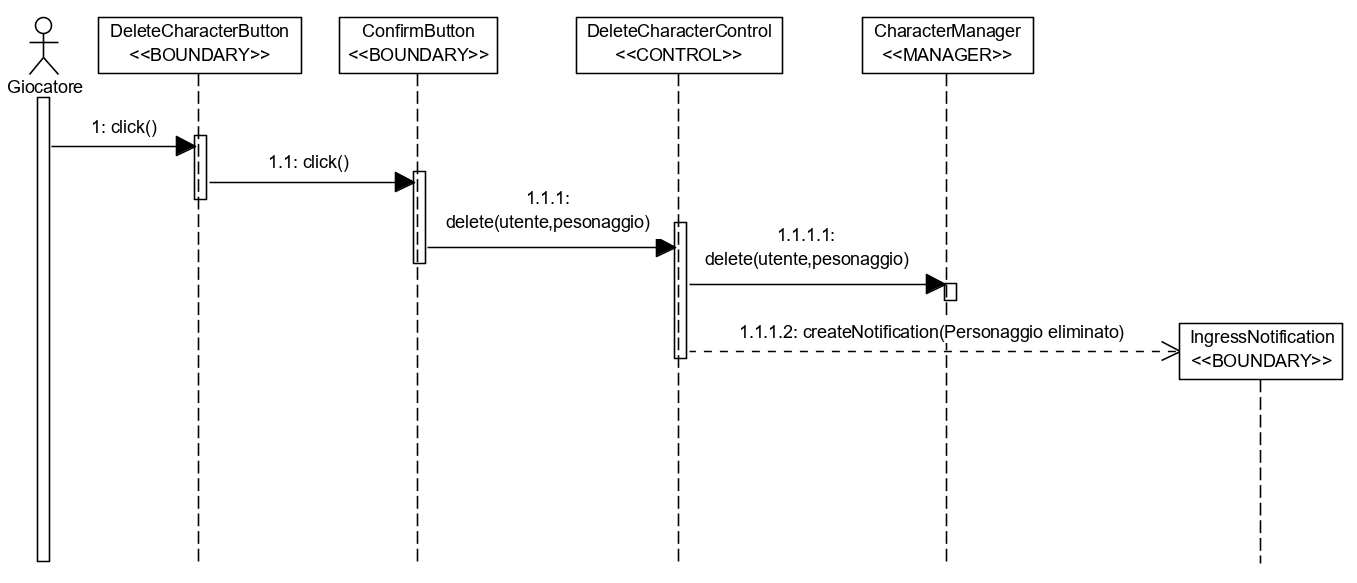 DeleteCharacterButton
<<BOUNDARY>>
ConfirmButton
<<BOUNDARY>>
DeleteCharacterControl
<<CONTROL>>
CharacterManager
<<MANAGER>>
Giocatore
1: click()
1.1: click()
1.1.1:
delete(utente,pesonaggio)
1.1.1.1:
delete(utente,pesonaggio)
1.1.1.2: createNotification(Personaggio eliminato)
IngressNotification
<<BOUNDARY>>